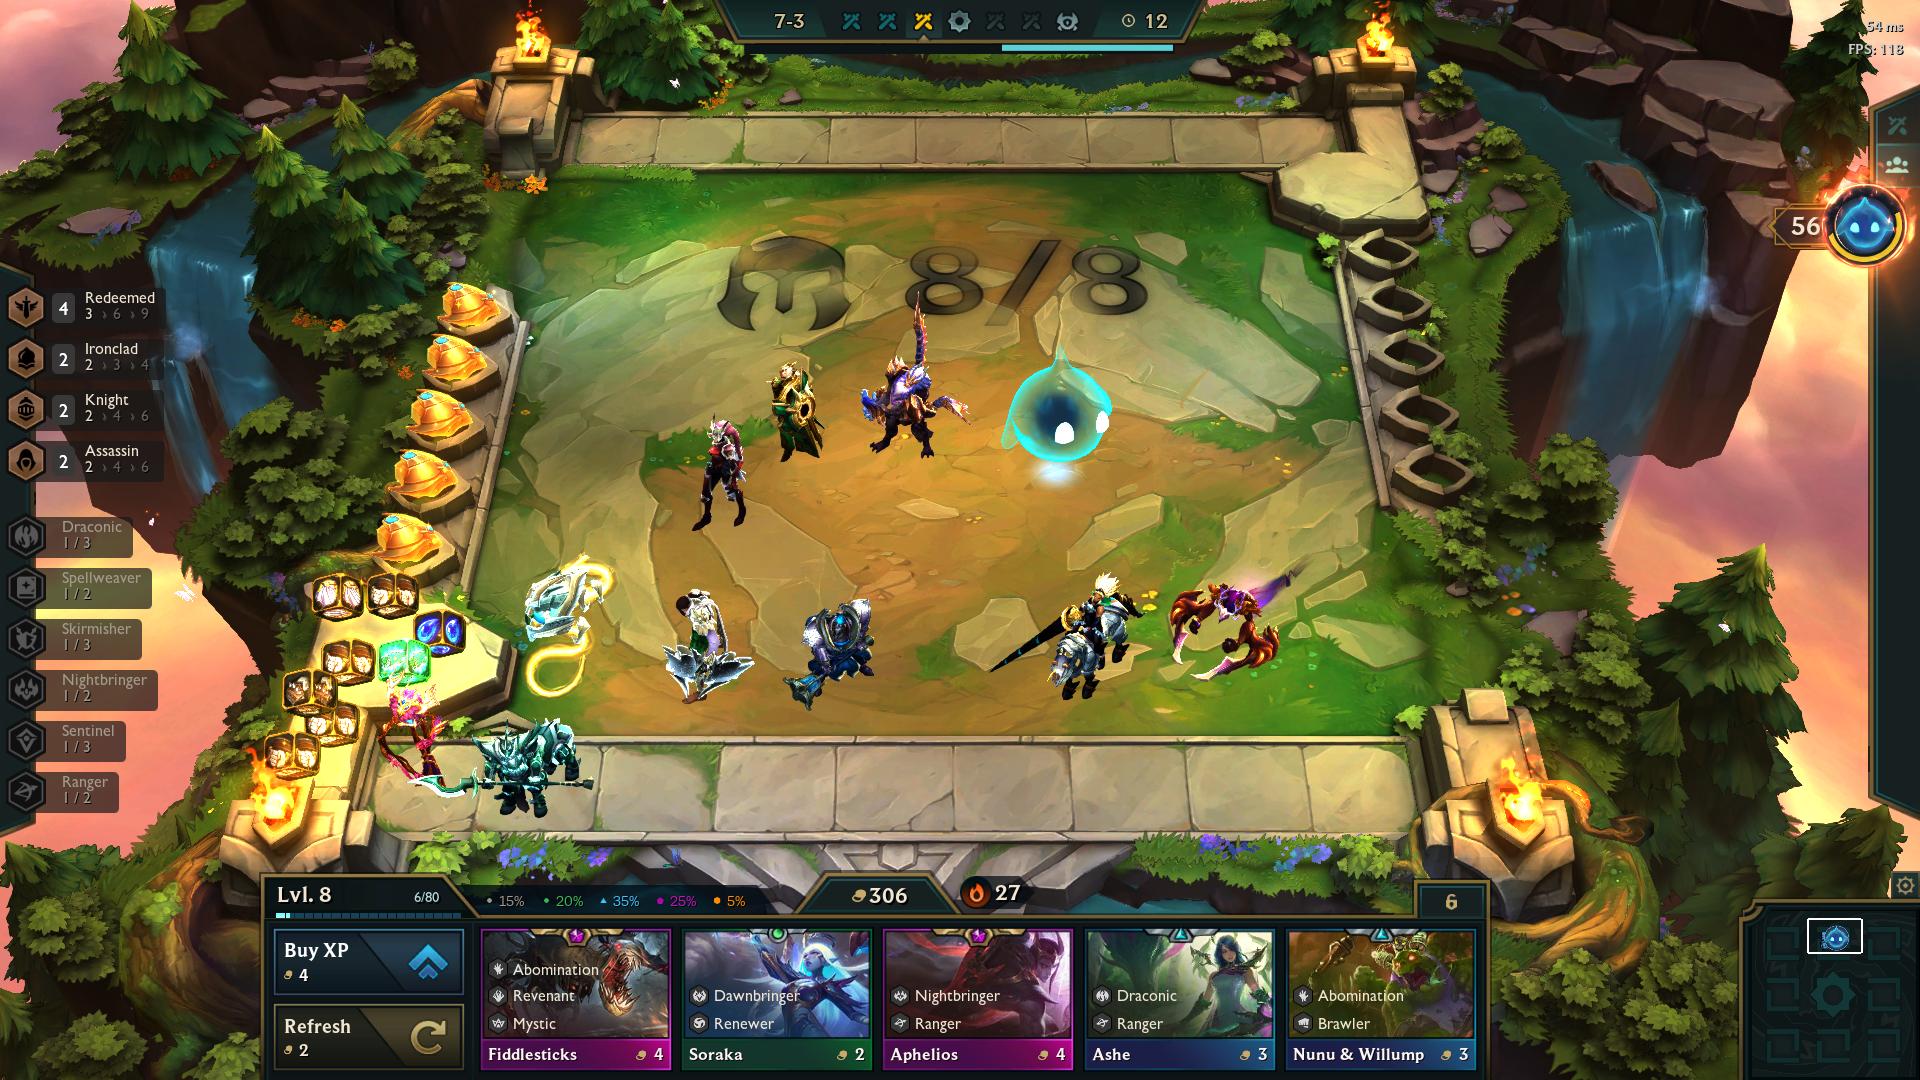 7-3
12
54 ms
FPS: 118
56
8/8
4 Redeemed
3 › 6 › 9
2 Ironclad
2 › 3 › 4
2 Knight
2 › 4 › 6
2 Assassin
2 › 4 › 6
Draconic
1 / 3
Spellweaver
1 / 2
Skirmisher
1 / 3
Nightbringer
1 / 2
Sentinel
1 / 3
Ranger
1 / 2
Lvl. 8 6/80
15% 20% 35% 25% 5%
306
27
6
Buy XP
4
Refresh
2
Abomination
Revenant
Mystic
Fiddlesticks 4
Dawnbringer
Renewer
Soraka 2
Nightbringer
Ranger
Aphelios 4
Draconic
Ranger
Ashe 3
Abomination
Brawler
Nunu & Willump 3